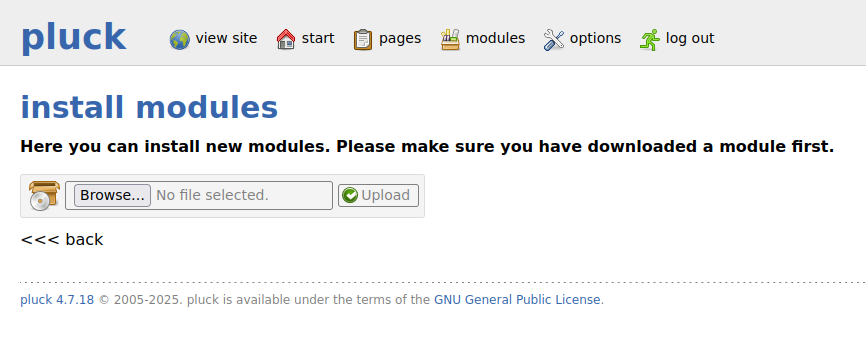 pluck view site start pages modules options log out
install modules
Here you can install new modules. Please make sure you have downloaded a module first.
Browse... No file selected. Upload
<<< back
pluck 4.7.18 © 2005-2025. pluck is available under the terms of the GNU General Public License.